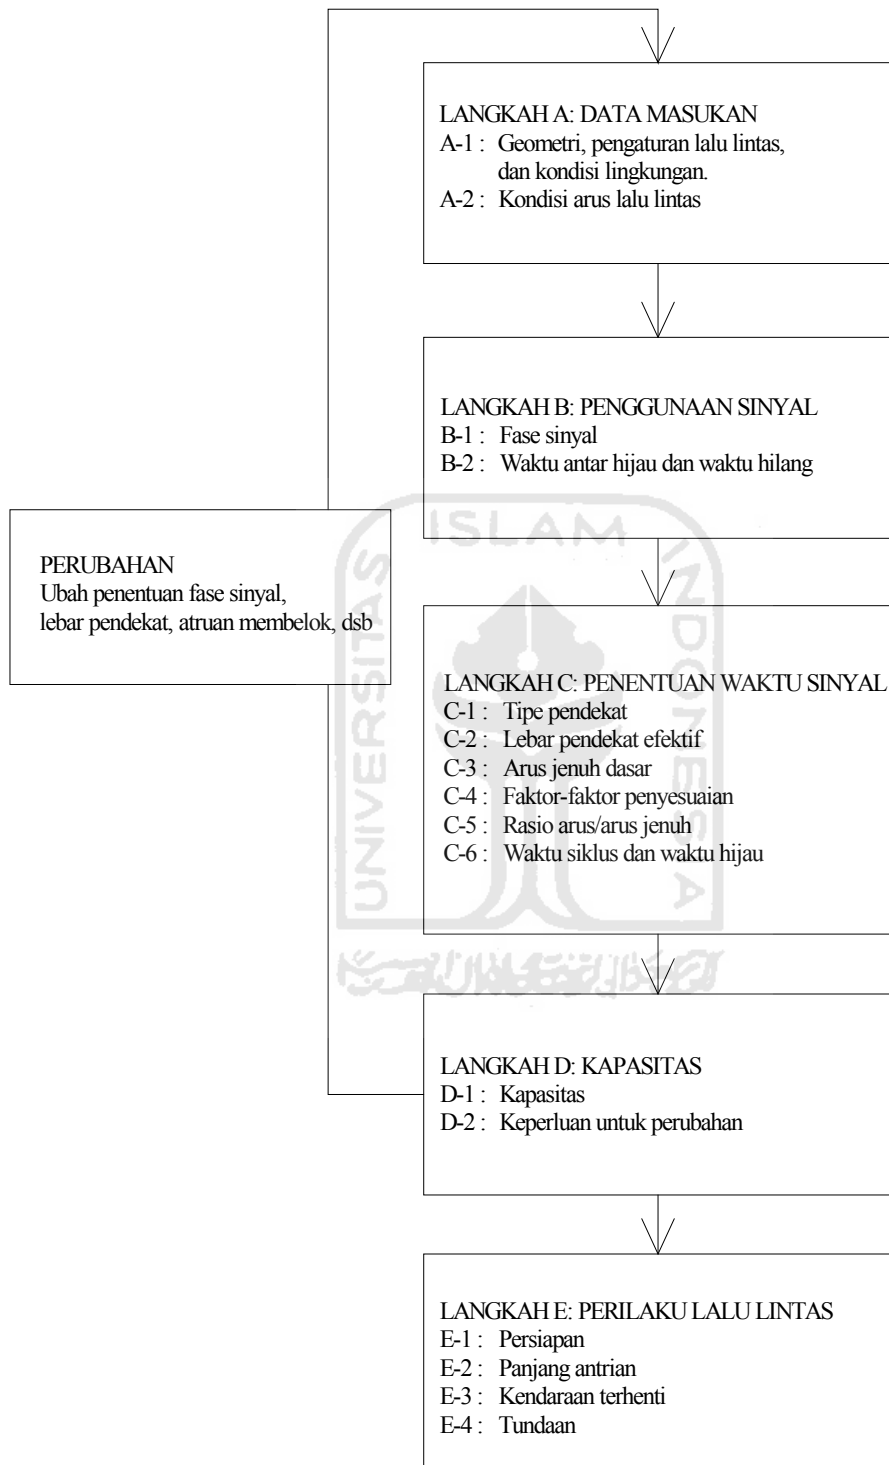 LANGKAH A: DATA MASUKAN
A-1 : Geometri, pengaturan lalu lintas,
dan kondisi lingkungan.
A-2 : Kondisi arus lalu lintas
LANGKAH B: PENGGUNAAN SINYAL
B-1 : Fase sinyal
B-2 : Waktu antar hijau dan waktu hilang
PERUBAHAN
Ubah penentuan fase sinyal,
lebar pendekat, atruan membelok, dsb
LANGKAH C: PENENTUAN WAKTU SINYAL
C-1 : Tipe pendekat
C-2 : Lebar pendekat efektif
C-3 : Arus jenuh dasar
C-4 : Faktor-faktor penyesuaian
C-5 : Rasio arus/arus jenuh
C-6 : Waktu siklus dan waktu hijau
LANGKAH D: KAPASITAS
D-1 : Kapasitas
D-2 : Keperluan untuk perubahan
LANGKAH E: PERILAKU LALU LINTAS
E-1 : Persiapan
E-2 : Panjang antrian
E-3 : Kendaraan terhenti
E-4 : Tundaan
UNIVERSITAS
ISLAM
INDONESIA